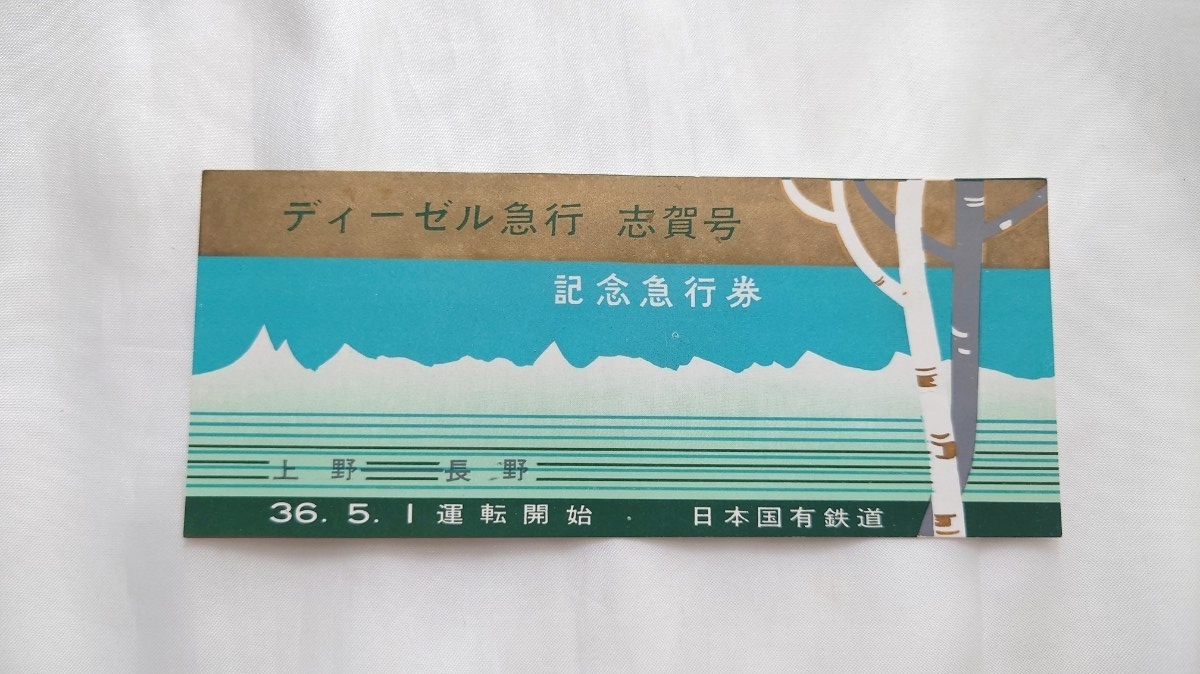 ディーゼル急行 志賀号
記念急行券
上野 長野
36.5.1運転開始 日本国有鉄道